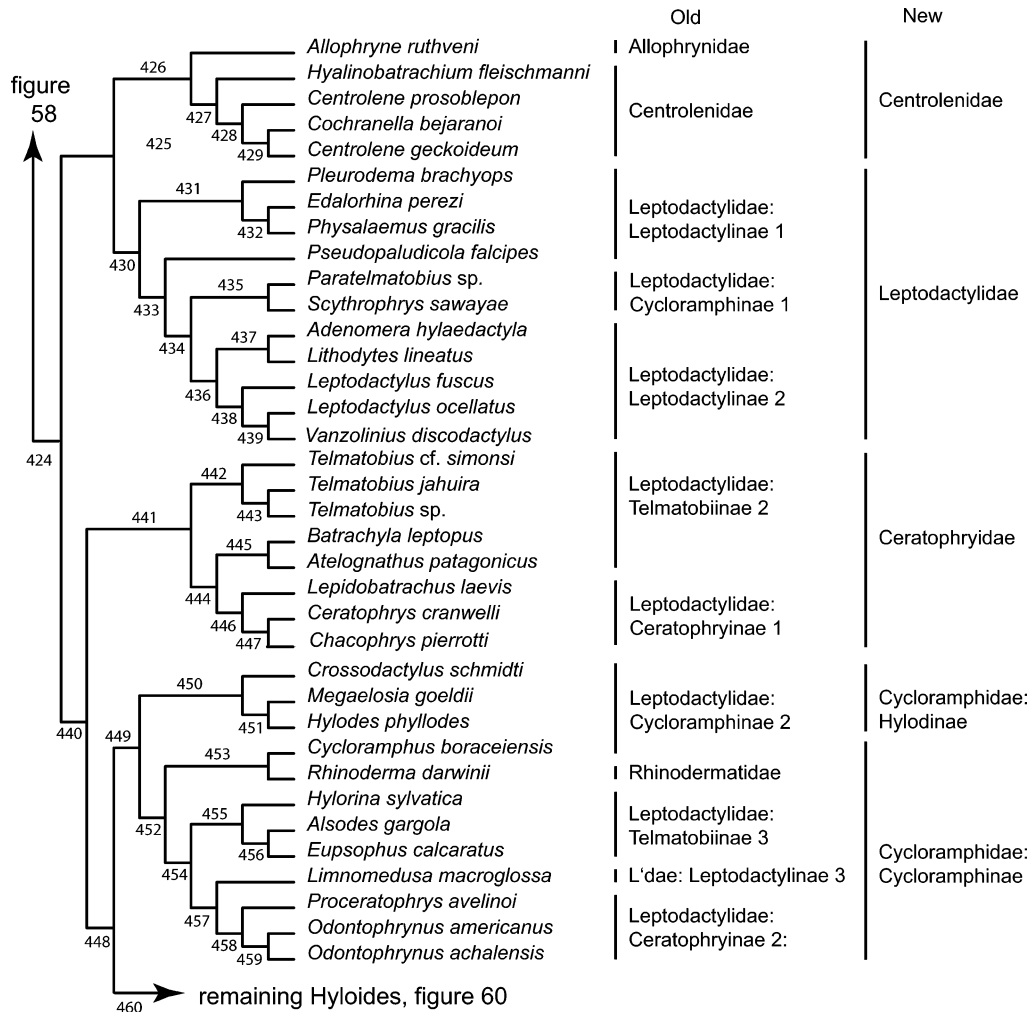 Old
New
figure
58
Allophryne ruthveni
Hyalinobatrachium fleischmanni
Centrolene prosoblepon
Cochranella bejaranoi
Centrolene geckoideum
Pleurodema brachyops
Edalorhina perezi
Physalaemus gracilis
Pseudopaludicola falcipes
Paratelmatobius sp.
Scythrophrys sawayae
Adenomera hylaedactyla
Lithodytes lineatus
Leptodactylus fuscus
Leptodactylus ocellatus
Vanzolinius discodactylus
Telmatobius cf. simonsi
Telmatobius jahuira
Telmatobius sp.
Batrachyla leptopus
Atelognathus patagonicus
Lepidobatrachus laevis
Ceratophrys cranwelli
Chacophrys pierrotti
Crossodactylus schmidti
Megaelosia goeldii
Hylodes phyllodes
Cycloramphus boraceiensis
Rhinoderma darwinii
Hylorina sylvatica
Alsodes gargola
Eupsophus calcaratus
Limnomedusa macroglossa
Proceratophrys avelinoi
Odontophrynus americanus
Odontophrynus achalensis
remaining Hyloides, figure 60
424
425
426
427
428
429
430
431
432
433
434
435
436
437
438
439
440
441
442
443
444
445
446
447
448
449
450
451
452
453
454
455
456
457
458
459
460
Allophrynidae
Centrolenidae
Leptodactylidae:
Leptodactylinae 1
Leptodactylidae:
Cycloramphinae 1
Leptodactylidae:
Leptodactylinae 2
Leptodactylidae:
Telmatobiinae 2
Leptodactylidae:
Ceratophryinae 1
Leptodactylidae:
Cycloramphinae 2
Rhinodermatidae
Leptodactylidae:
Telmatobiinae 3
L'dae: Leptodactylinae 3
Leptodactylidae:
Ceratophryinae 2:
Centrolenidae
Leptodactylidae
Ceratophryidae
Cycloramphidae:
Hylodinae
Cycloramphidae:
Cycloramphinae